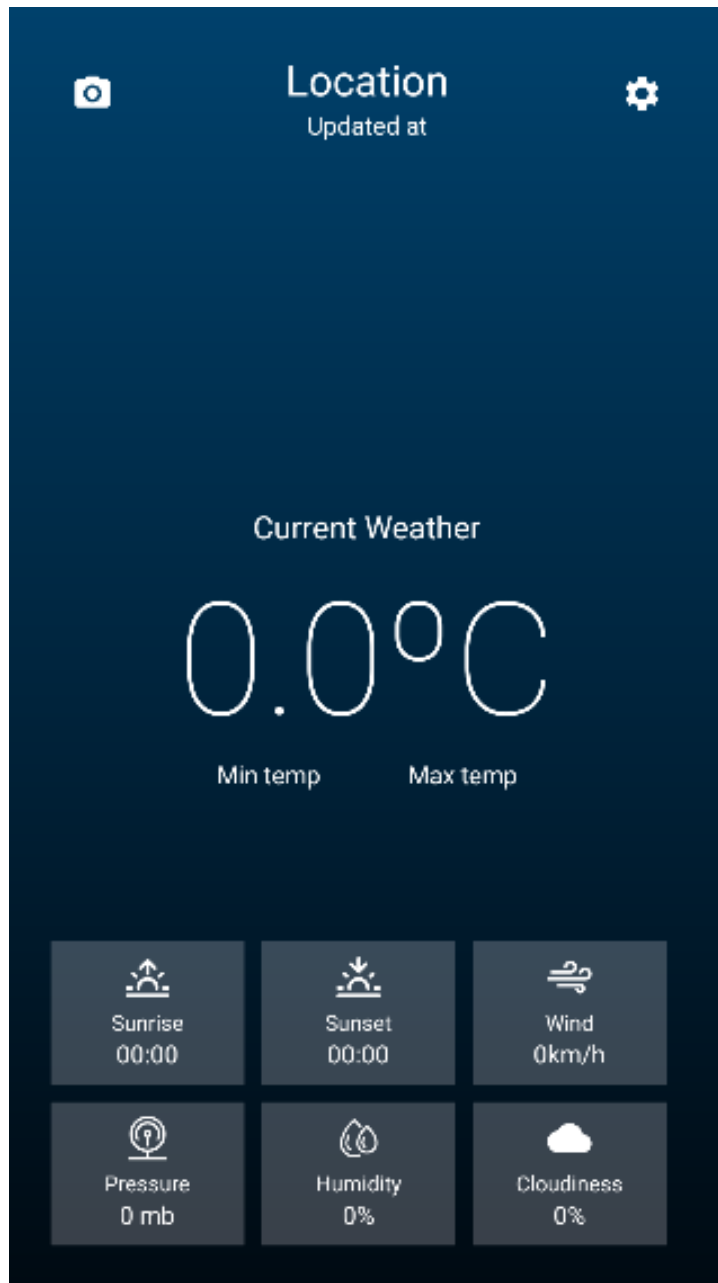 Location
Updated at
Current Weather
0.0°C
Min temp Max temp
Sunrise
00:00
Sunset
00:00
Wind
0km/h
Pressure
0 mb
Humidity
0%
Cloudiness
0%